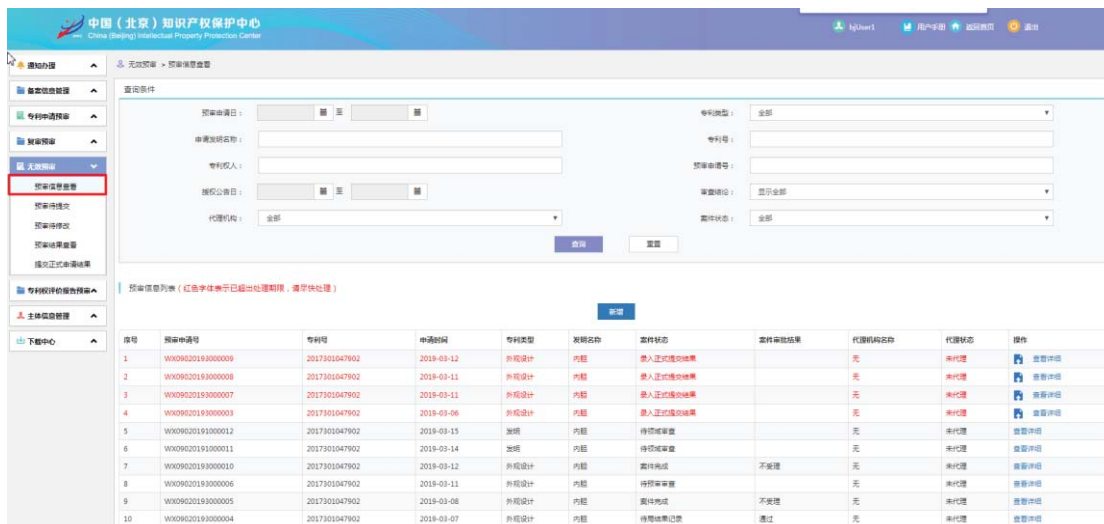 中国（北京）知识产权保护中心
China (Beijing) Intellectual Property Protection Center
bjUser1 用户手册 返回首页 退出
通知办理
备案信息管理
专利申请预审
复审预审
无效预审
预审信息查看
预审待提交
预审待修改
预审结果查看
提交正式申请结果
专利权评价报告预审
主体信息管理
下载中心
无效预审 > 预审信息查看
查询条件
预审申请日： 至 专利类型： 全部
申请发明名称： 专利号：
专利权人： 预审申请号：
授权公告日： 至 审查结论： 显示全部
代理机构： 全部 案件状态： 全部
查询 重置
预审信息列表（红色字体表示已超出处理期限，请尽快处理）
新增
序号 预审申请号 专利号 申请时间 专利类型 发明名称 案件状态 案件审批结果 代理机构名称 代理状态 操作
1 WX09020193000009 2017301047902 2019-03-12 外观设计 内胆 录入正式提交结果 无 未代理 查看详细
2 WX09020193000008 2017301047902 2019-03-11 外观设计 内胆 录入正式提交结果 无 未代理 查看详细
3 WX09020193000007 2017301047902 2019-03-11 外观设计 内胆 录入正式提交结果 无 未代理 查看详细
4 WX09020193000003 2017301047902 2019-03-06 外观设计 内胆 录入正式提交结果 无 未代理 查看详细
5 WX09020191000012 2017301047902 2019-03-15 发明 内胆 待领域审查 无 未代理 查看详细
6 WX09020191000011 2017301047902 2019-03-14 发明 内胆 待领域审查 无 未代理 查看详细
7 WX09020193000010 2017301047902 2019-03-12 外观设计 内胆 案件完成 不受理 无 未代理 查看详细
8 WX09020193000006 2017301047902 2019-03-11 外观设计 内胆 待预审审查 无 未代理 查看详细
9 WX09020193000005 2017301047902 2019-03-08 外观设计 内胆 案件完成 不受理 无 未代理 查看详细
10 WX09020193000004 2017301047902 2019-03-07 外观设计 内胆 待局结果记录 通过 无 未代理 查看详细